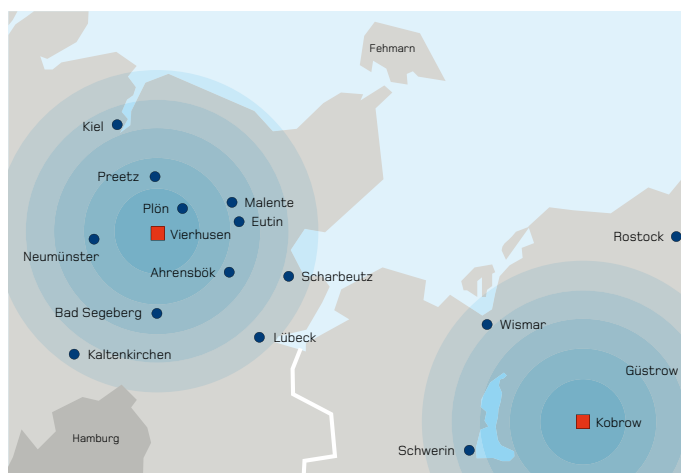 Fehmarn
Kiel
Preetz
Malente
Plön
Eutin
Vierhusen
Rostock
Neumünster
Ahrensbök
Scharbeutz
Bad Segeberg
Wismar
Lübeck
Kaltenkirchen
Güstrow
Kobrow
Hamburg
Schwerin